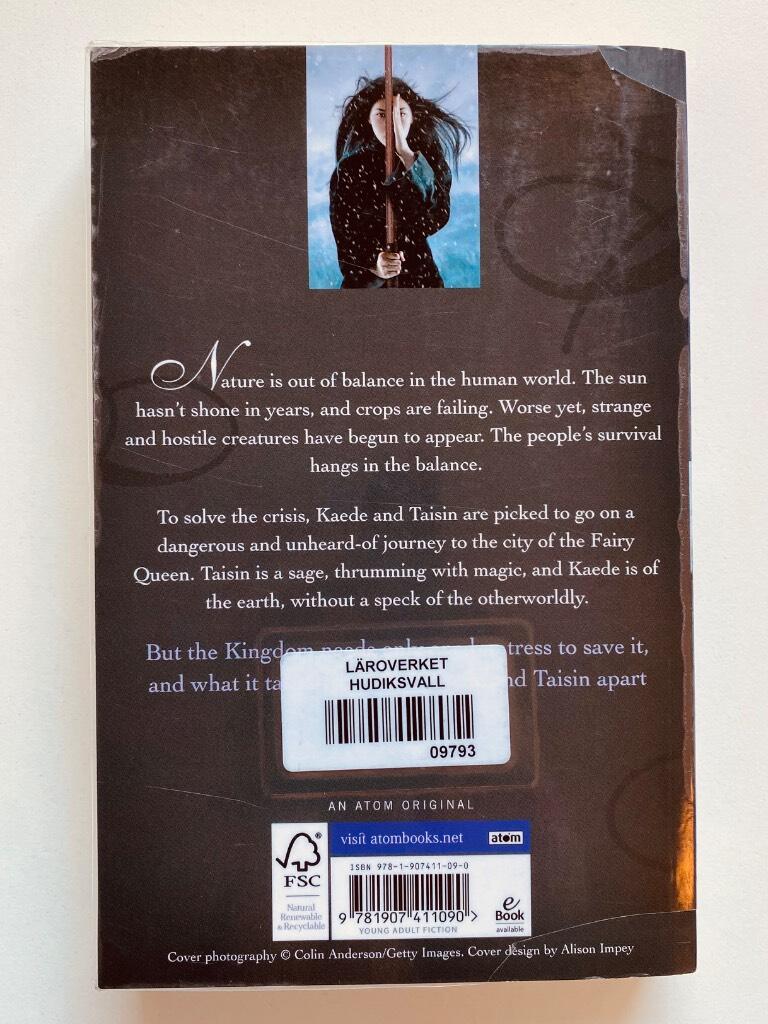 Nature is out of balance in the human world. The sun
hasn't shone in years, and crops are failing. Worse yet, strange
and hostile creatures have begun to appear. The people's survival
hangs in the balance.
To solve the crisis, Kaede and Taisin are picked to go on a
dangerous and unheard-of journey to the city of the Fairy
Queen. Taisin is a sage, thrumming with magic, and Kaede is of
the earth, without a speck of the otherworldly.
But the Kingdom needs only to save it,
and what it Taisin apart
LÄROVERKET
HUDIKSVALL
09793
AN ATOM ORIGINAL
visit atombooks.net atom
FSC
Natural
Renewable
& Recyclable
ISBN 978-1-907411-09-0
9 781907 411090 >
YOUNG ADULT FICTION
e
Book
available
Cover photography © Colin Anderson/Getty Images. Cover design by Alison Impey